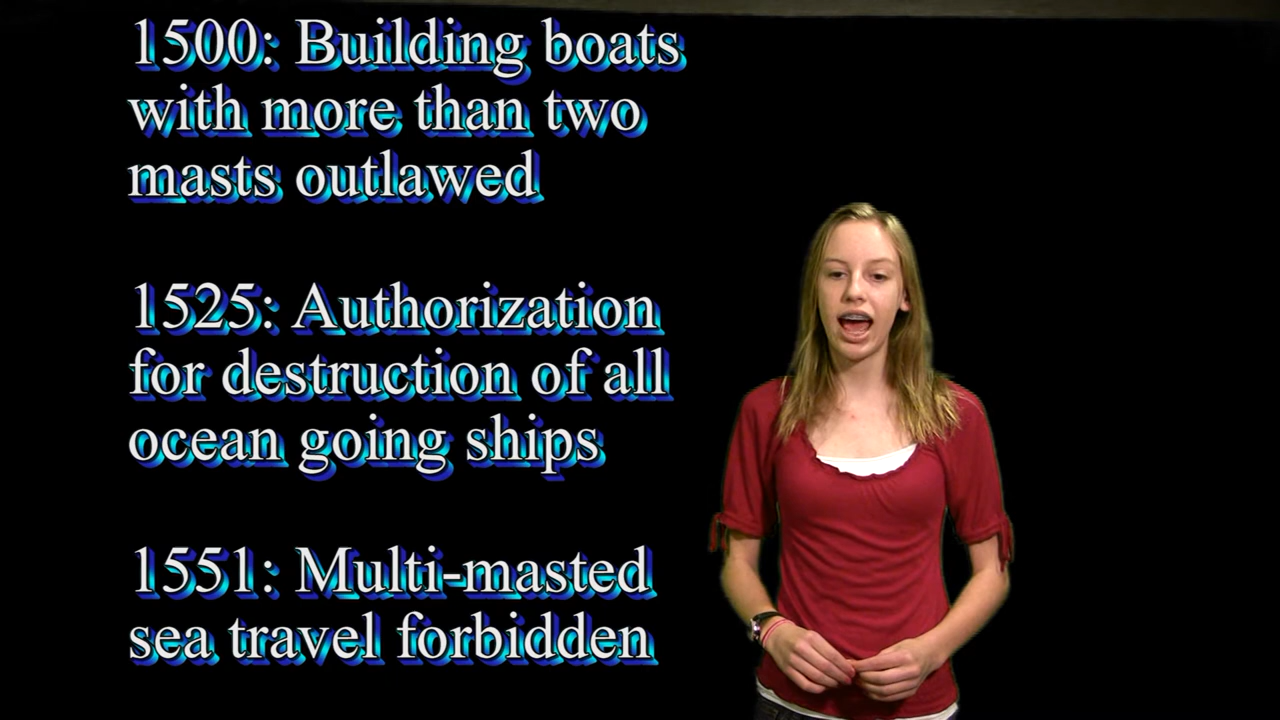 1500: Building boats
with more than two
masts outlawed
1525: Authorization
for destruction of all
ocean going ships
1551: Multi-masted
sea travel forbidden